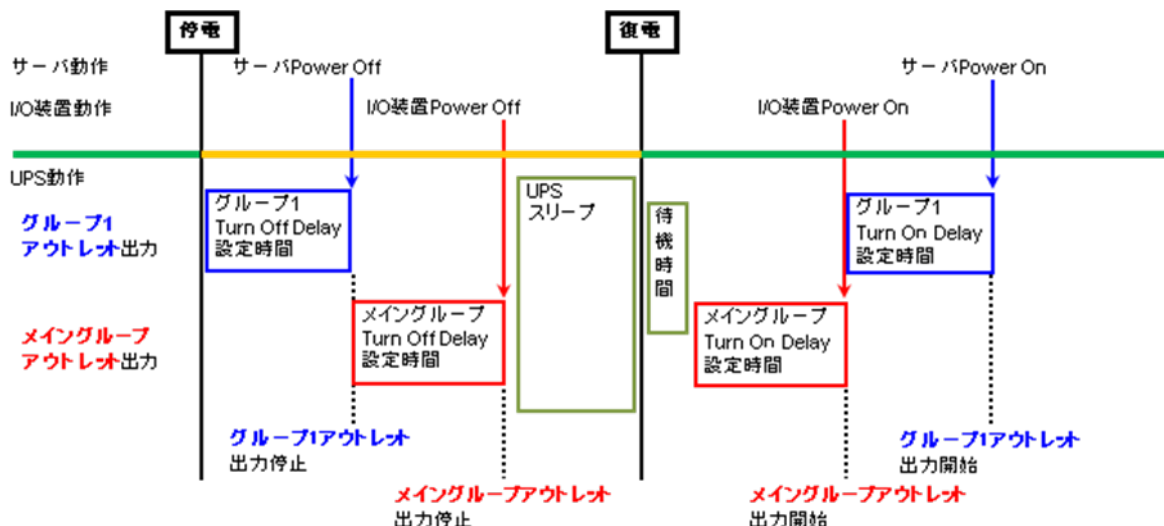 停電
復電
サーバ動作
サーバPower Off
サーバPower On
I/O装置動作
I/O装置Power Off
I/O装置Power On
UPS動作
グループ1
アウトレット出力
グループ1
Turn Off Delay
設定時間
UPS
スリープ
待
機
時
間
グループ1
Turn On Delay
設定時間
メイングループ
アウトレット出力
メイングループ
Turn Off Delay
設定時間
メイングループ
Turn On Delay
設定時間
グループ1アウトレット
出力停止
グループ1アウトレット
出力開始
メイングループアウトレット
出力停止
メイングループアウトレット
出力開始